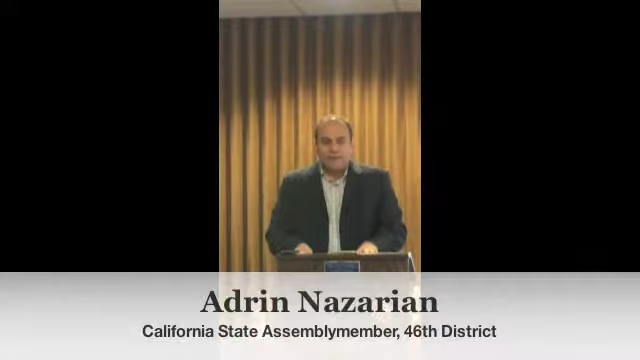 Adrin Nazarian
California State Assemblymember, 46th District